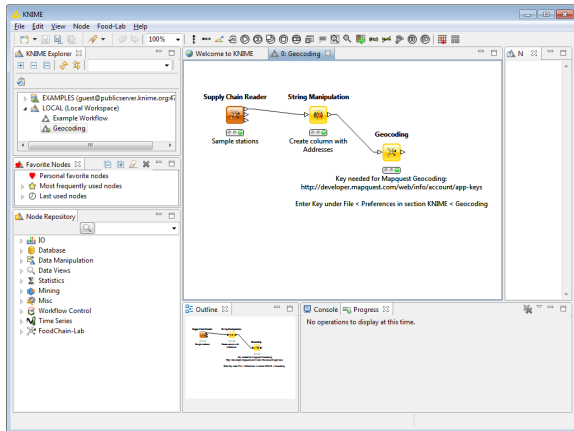 KNIME
File Edit View Node Food-Lab Help
100%
KNIME Explorer
Welcome to KNIME
0: Geocoding
N
EXAMPLES (guest@publicserver.knime.org:47
LOCAL (Local Workspace)
Example Workflow
Geocoding
Favorite Nodes
Personal favorite nodes
Most frequently used nodes
Last used nodes
Node Repository
IO
Database
Data Manipulation
Data Views
Statistics
Mining
Misc
Workflow Control
Time Series
FoodChain-Lab
Supply Chain Reader
Sample stations
String Manipulation
Create column with
Addresses
Geocoding
Key needed for Mapquest Geocoding:
http://developer.mapquest.com/web/info/account/app-keys
Enter Key under File < Preferences in section KNIME < Geocoding
Outline
Console
Progress
No operations to display at this time.